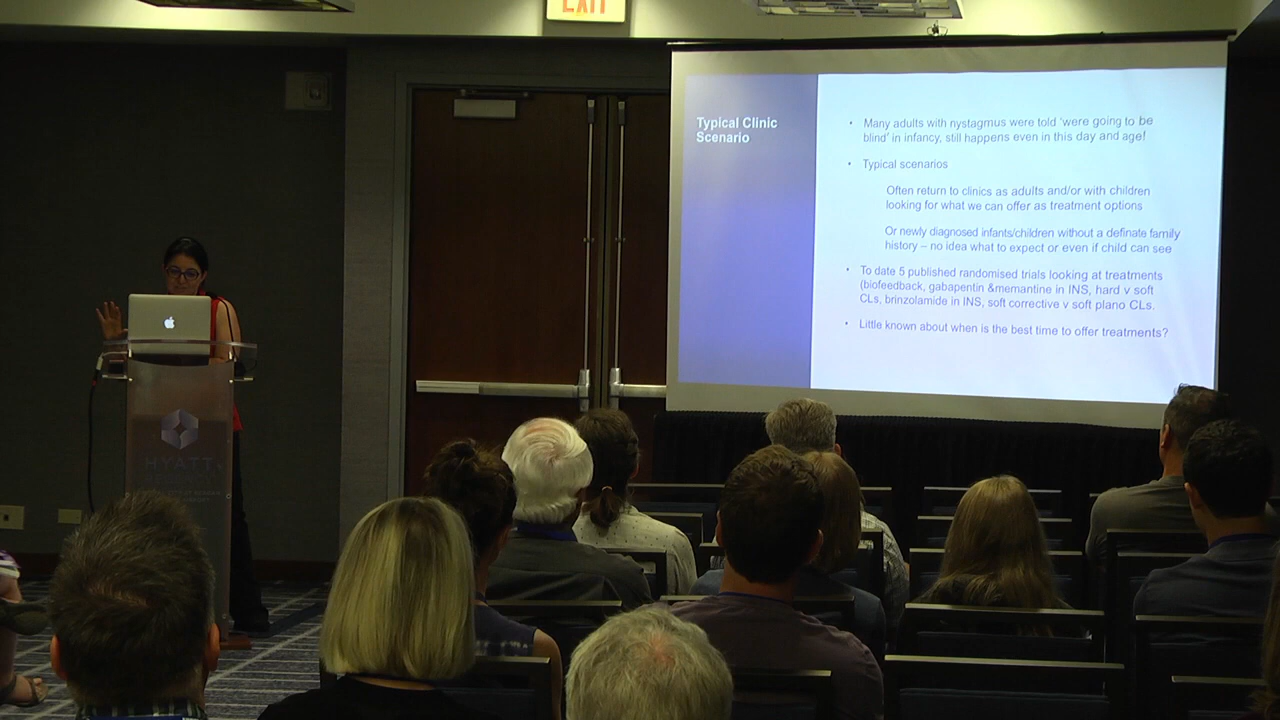 EXIT
Typical Clinic
Scenario
• Many adults with nystagmus were told 'were going to be
blind' in infancy, still happens even in this day and age!
• Typical scenarios
Often return to clinics as adults and/or with children
looking for what we can offer as treatment options
Or newly diagnosed infants/children without a definate family
history – no idea what to expect or even if child can see
• To date 5 published randomised trials looking at treatments
(biofeedback, gabapentin &memantine in INS, hard v soft
CLs, brinzolamide in INS, soft corrective v soft plano CLs.
• Little known about when is the best time to offer treatments?
HYATT